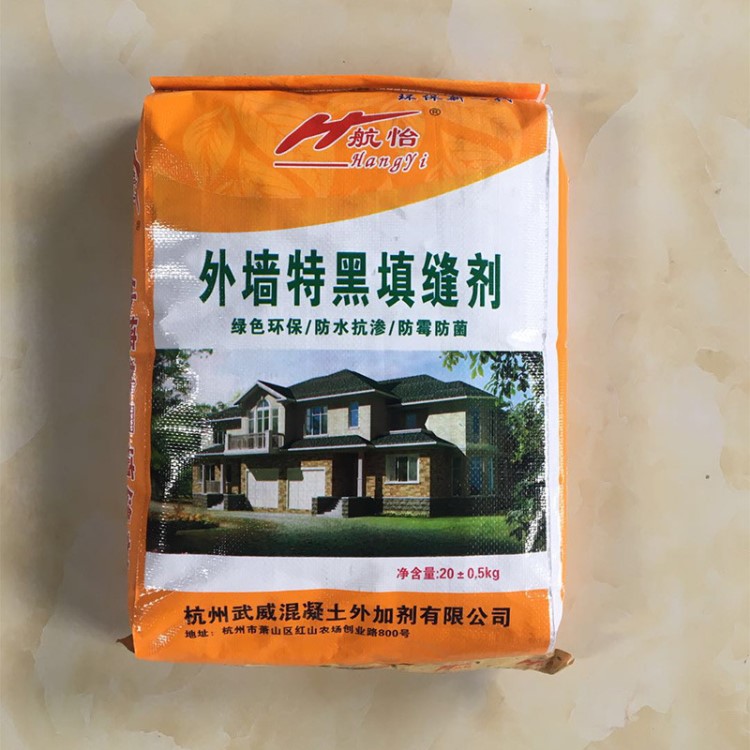 航怡®
HangYi
外墙特黑填缝剂
绿色环保/防水抗渗/防霉防菌
净含量:20±0,5kg
杭州武威混凝土外加剂有限公司
地址: 杭州市萧山区红山农场创业路800号